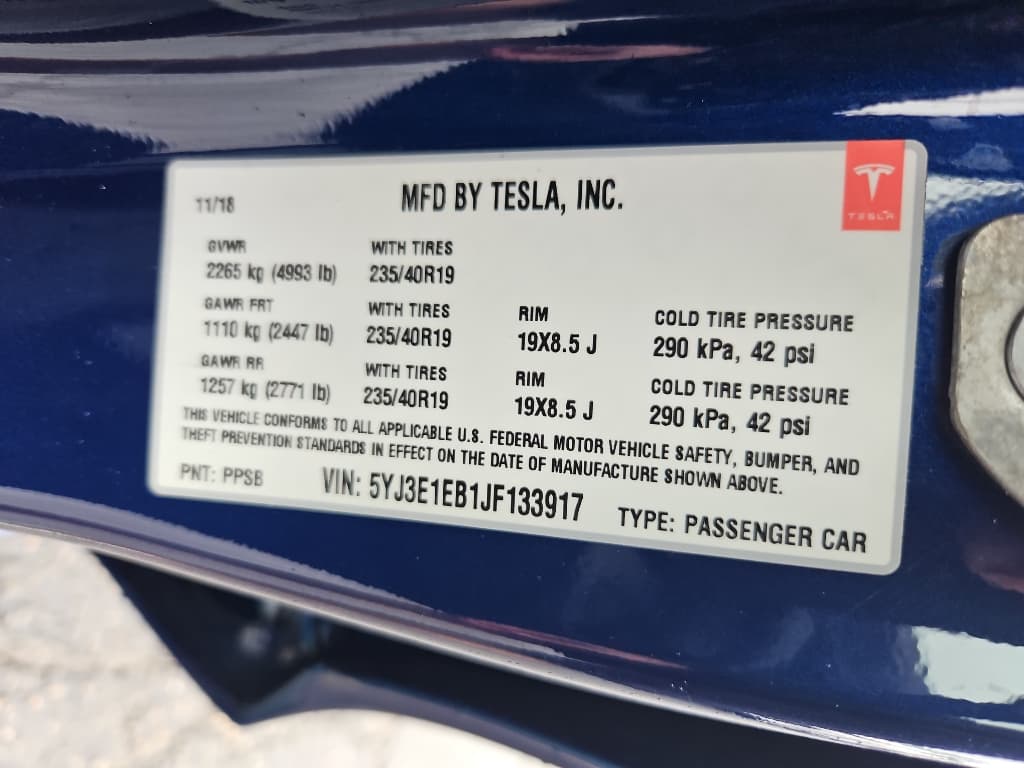 11/18
MFD BY TESLA, INC.
TESLA
GVWR WITH TIRES
2265 kg (4993 lb) 235/40R19
GAWR FRT WITH TIRES RIM COLD TIRE PRESSURE
1110 kg (2447 lb) 235/40R19 19X8.5 J 290 kPa, 42 psi
GAWR RR WITH TIRES RIM COLD TIRE PRESSURE
1257 kg (2771 lb) 235/40R19 19X8.5 J 290 kPa, 42 psi
THIS VEHICLE CONFORMS TO ALL APPLICABLE U.S. FEDERAL MOTOR VEHICLE SAFETY, BUMPER, AND
THEFT PREVENTION STANDARDS IN EFFECT ON THE DATE OF MANUFACTURE SHOWN ABOVE.
PNT: PPSB VIN: 5YJ3E1EB1JF133917 TYPE: PASSENGER CAR